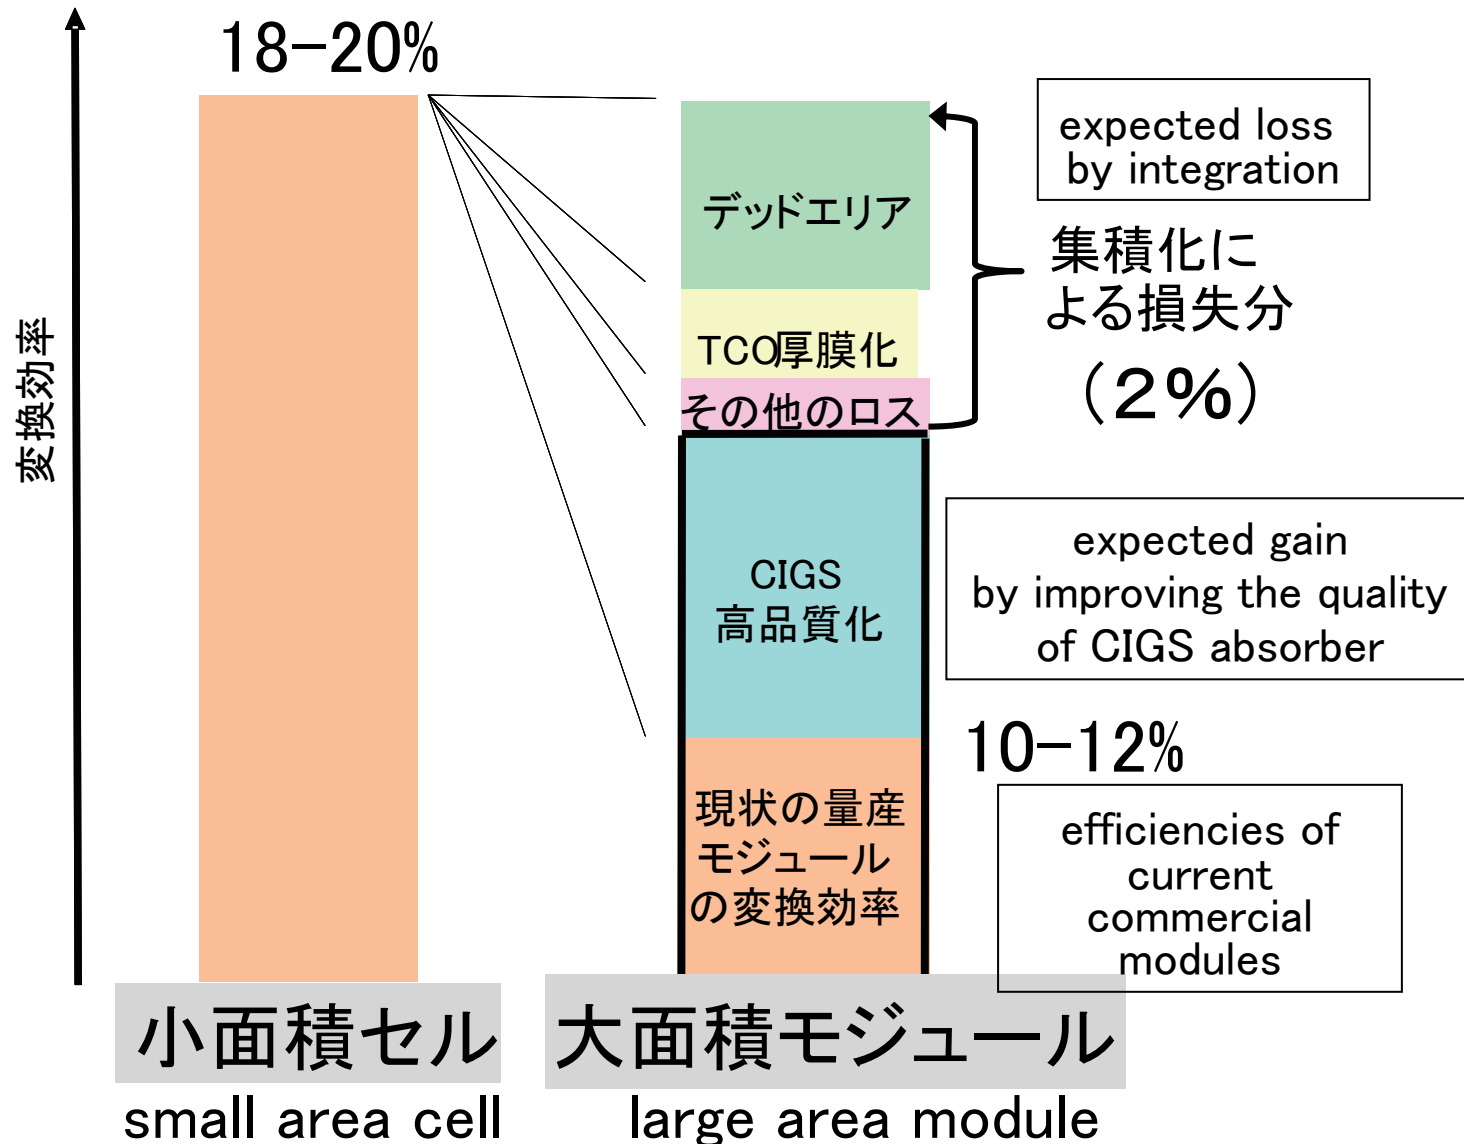 変換効率
18-20%
デッドエリア
TCO厚膜化
その他のロス
CIGS
高品質化
現状の量産
モジュール
の変換効率
expected loss
by integration
集積化に
よる損失分
（2％）
expected gain
by improving the quality
of CIGS absorber
10-12%
efficiencies of
current
commercial
modules
小面積セル
small area cell
大面積モジュール
large area module